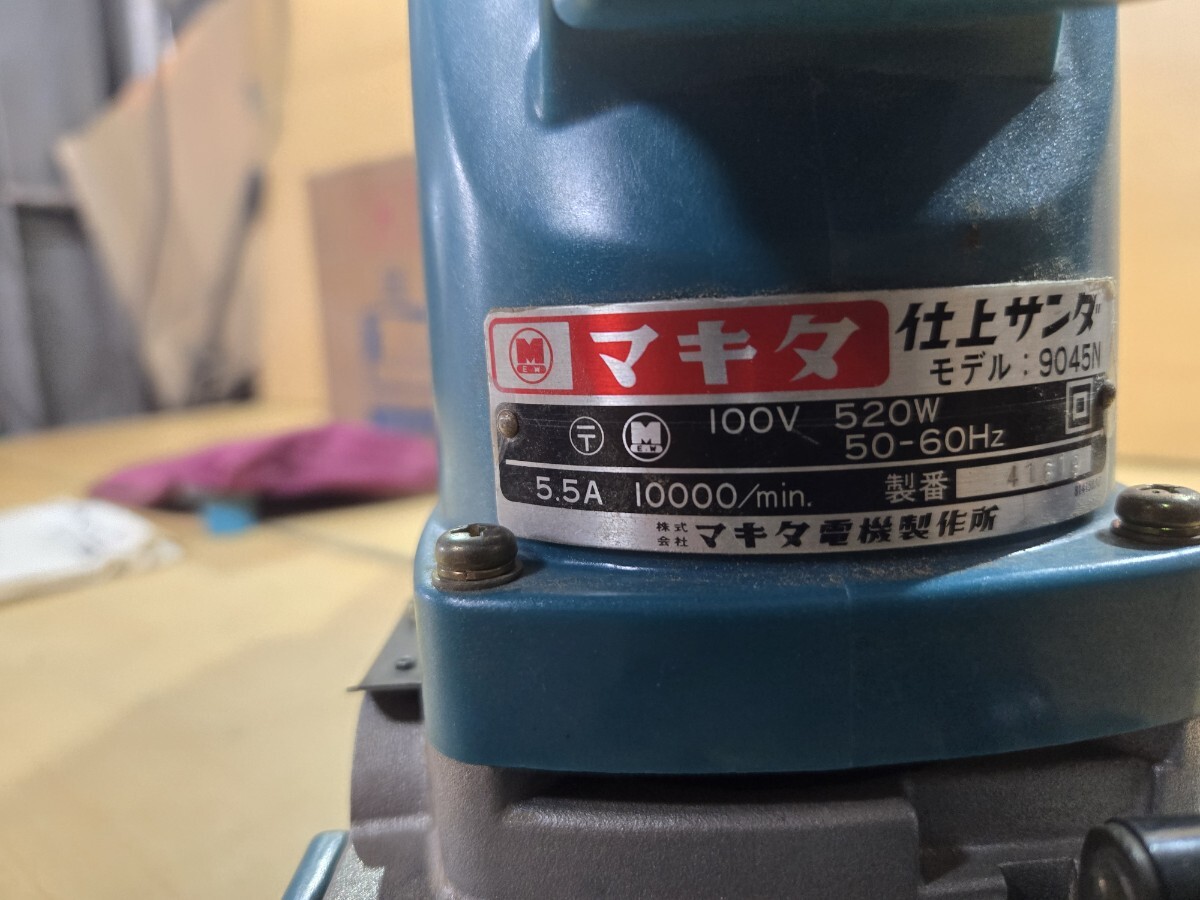 M
E.W
マキタ
仕上サンダ
モデル：9045N
〒 M E.W 100V 520W
50-60Hz
5.5A 10000/min. 製番
株式会社 マキタ電機製作所